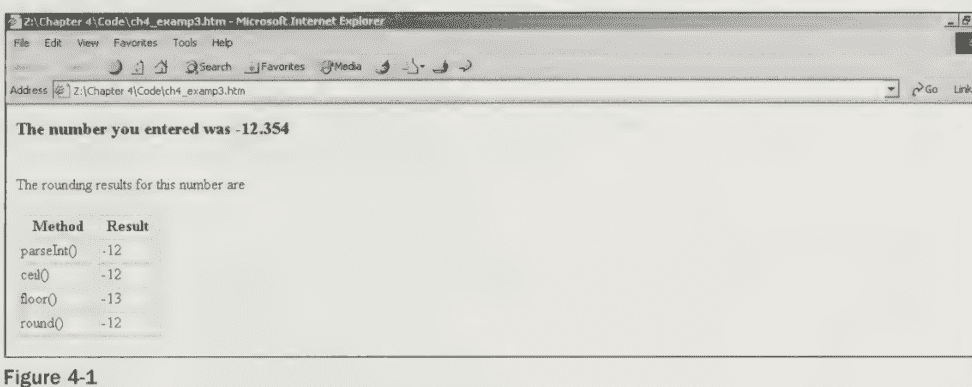 Z:\Chapter 4\Code\ch4_examp3.htm - Microsoft Internet Explorer
File Edit View Favorites Tools Help
Search Favorites Media
Address Z:\Chapter 4\Code\ch4_examp3.htm Go Link
The number you entered was -12.354
The rounding results for this number are
Method Result
parseInt() -12
ceil() -12
floor() -13
round() -12
Figure 4-1